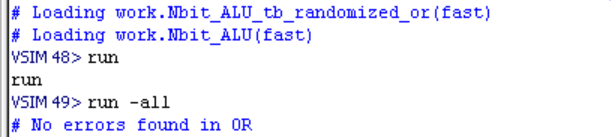 # Loading work.Nbit_ALU_tb_randomized_or(fast)
# Loading work.Nbit_ALU(fast)
VSIM 48> run
run
VSIM 49> run -all
# No errors found in OR